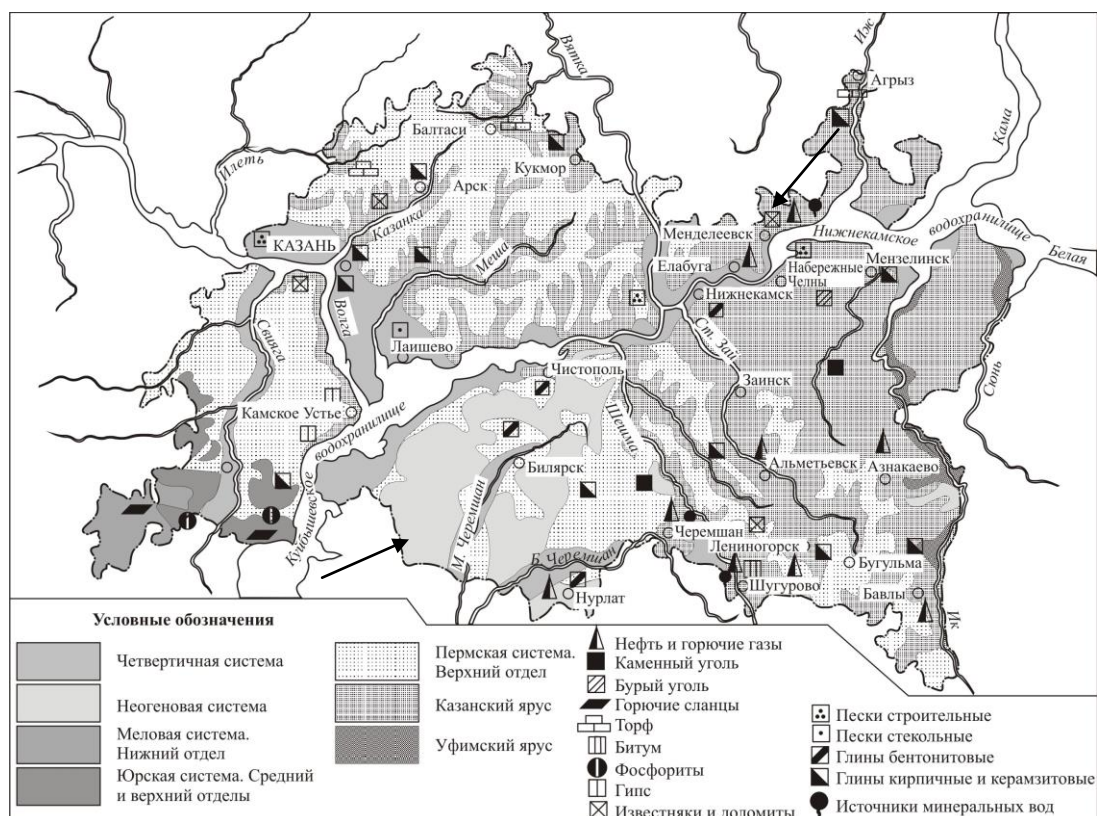 Вятка
Иж
Агрыз
Кама
Балтаси
Илеть
Кукмор
Арск
Казанка
КАЗАНЬ
Меша
Менделеевск
Нижнекамское
водохранилище
Белая
Елабуга
Набережные
Челны
Мензелинск
Нижнекамск
Волга
Свияга
Ст. Зай
Лаишево
Сюнь
Чистополь
Заинск
Камское Устье
Шешма
Куйбышевское
водохранилище
Билярск
Альметьевск
Азнакаево
М. Черемшан
Черемшан
Б. Черемшан
Лениногорск
Бугульма
Шугурово
Нурлат
Бавлы
Ик
Условные обозначения
Четвертичная система
Неогеновая система
Меловая система.
Нижний отдел
Юрская система. Средний
и верхний отделы
Пермская система.
Верхний отдел
Казанский ярус
Уфимский ярус
Нефть и горючие газы
Каменный уголь
Бурый уголь
Горючие сланцы
Торф
Битум
Фосфориты
Гипс
Известняки и доломиты
Пески строительные
Пески стекольные
Глины бентонитовые
Глины кирпичные и керамзитовые
Источники минеральных вод